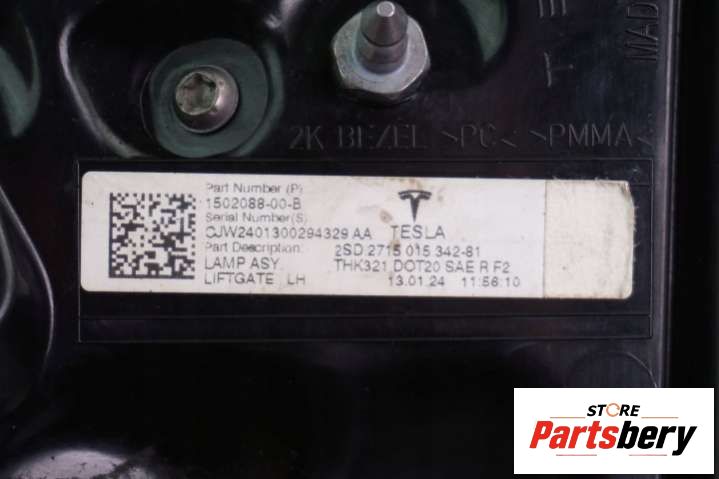 MAD
2K BEZEL >PC< >PMMA<
Part Number (P)
1502088-00-B
Serial Number(S)
CJW2401300294329 AA
Part Description:
LAMP ASY
LIFTGATE LH
TESLA
2SD 2715 015 342-81
THK321 DOT20 SAE R F2
13.01.24 11:56:10
STORE
Partsbery